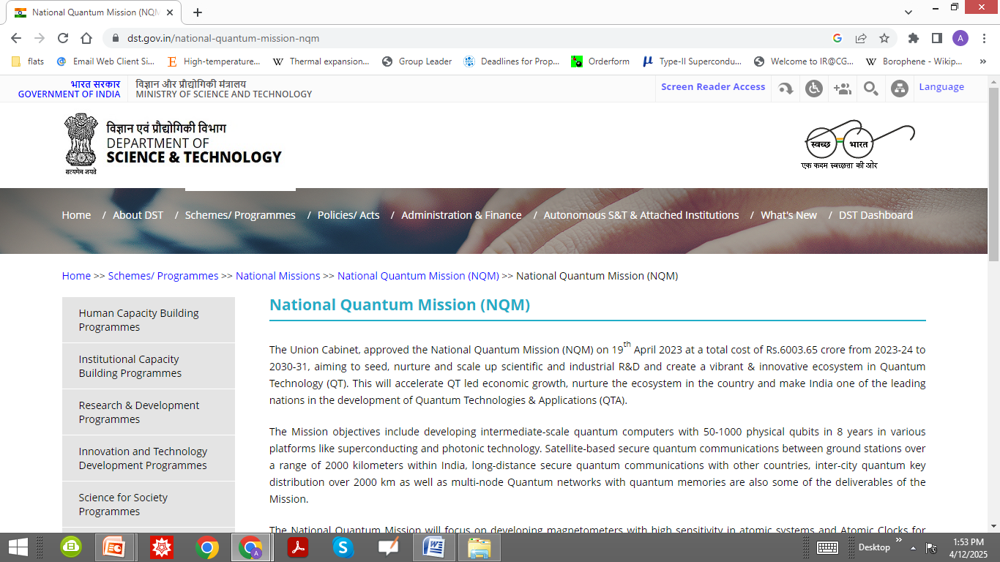 National Quantum Mission (NQM
dst.gov.in/national-quantum-mission-nqm
A
flats
Email Web Client Si...
High-temperature...
Thermal expansion...
Group Leader
Deadlines for Prop...
Orderform
Type-II Supercondu...
Welcome to IR@CG...
Borophene - Wikip...
भारत सरकार
GOVERNMENT OF INDIA
विज्ञान और प्रौद्योगिकी मंत्रालय
MINISTRY OF SCIENCE AND TECHNOLOGY
Screen Reader Access
Language
विज्ञान एवं प्रौद्योगिकी विभाग
DEPARTMENT OF
SCIENCE & TECHNOLOGY
सत्यमेव जयते
स्वच्छ भारत
एक कदम स्वच्छता की ओर
Home / About DST / Schemes/ Programmes / Policies/ Acts / Administration & Finance / Autonomous S&T & Attached Institutions / What's New / DST Dashboard
Home >> Schemes/ Programmes >> National Missions >> National Quantum Mission (NQM) >> National Quantum Mission (NQM)
Human Capacity Building
Programmes
Institutional Capacity
Building Programmes
Research & Development
Programmes
Innovation and Technology
Development Programmes
Science for Society
Programmes
National Quantum Mission (NQM)
The Union Cabinet, approved the National Quantum Mission (NQM) on 19th April 2023 at a total cost of Rs.6003.65 crore from 2023-24 to
2030-31, aiming to seed, nurture and scale up scientific and industrial R&D and create a vibrant & innovative ecosystem in Quantum
Technology (QT). This will accelerate QT led economic growth, nurture the ecosystem in the country and make India one of the leading
nations in the development of Quantum Technologies & Applications (QTA).
The Mission objectives include developing intermediate-scale quantum computers with 50-1000 physical qubits in 8 years in various
platforms like superconducting and photonic technology. Satellite-based secure quantum communications between ground stations over
a range of 2000 kilometers within India, long-distance secure quantum communications with other countries, inter-city quantum key
distribution over 2000 km as well as multi-node Quantum networks with quantum memories are also some of the deliverables of the
Mission.
The National Quantum Mission will focus on developing magnetometers with high sensitivity in atomic systems and Atomic Clocks for
Desktop
1:53 PM
4/12/2025